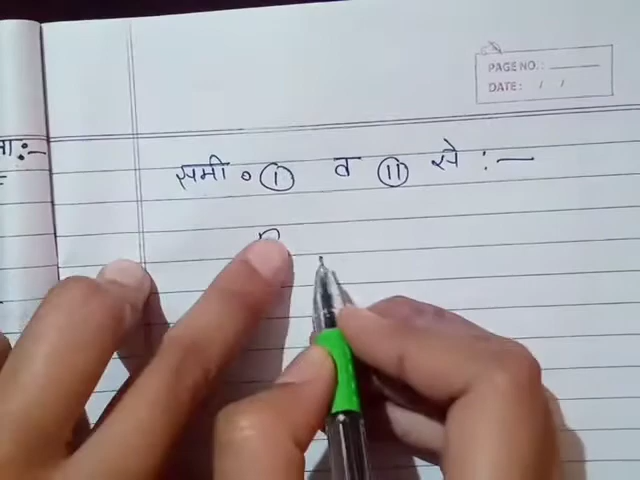 PAGE NO.:
DATE: / /
समी० (I) व (II) से :—